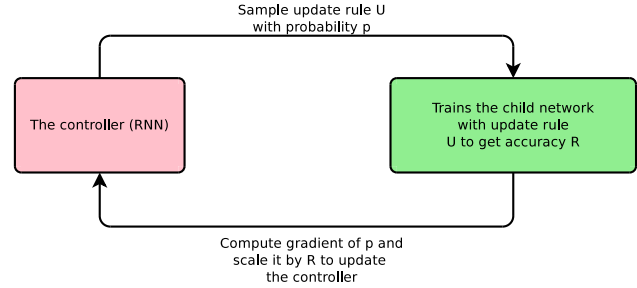 Sample update rule U
with probability p
The controller (RNN)
Trains the child network
with update rule
U to get accuracy R
Compute gradient of p and
scale it by R to update
the controller